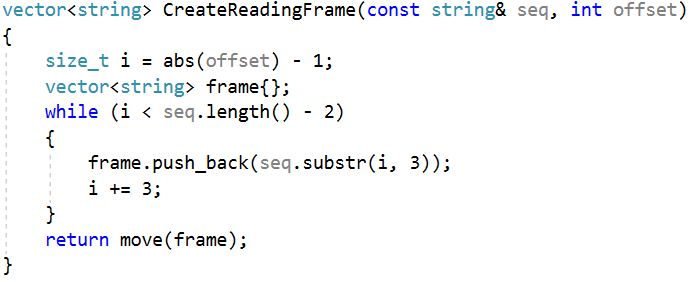 vector<string> CreateReadingFrame(const string& seq, int offset)
{
    size_t i = abs(offset) - 1;
    vector<string> frame{};
    while (i < seq.length() - 2)
    {
        frame.push_back(seq.substr(i, 3));
        i += 3;
    }
    return move(frame);
}